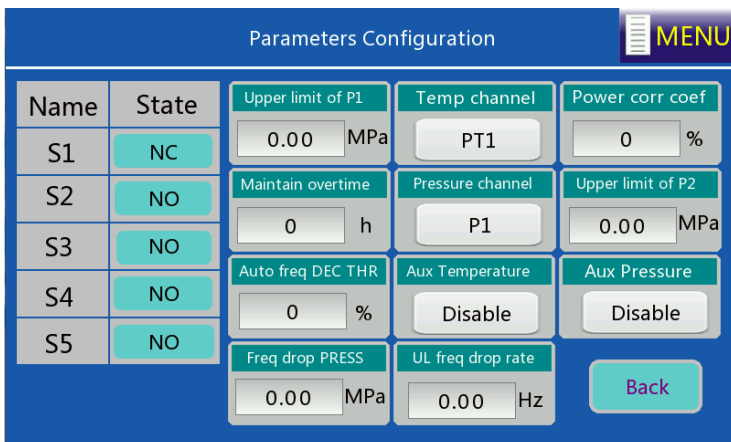 Parameters Configuration
MENU
Name State
S1 NC
S2 NO
S3 NO
S4 NO
S5 NO
Upper limit of P1
0.00 MPa
Temp channel
PT1
Power corr coef
0 %
Maintain overtime
0 h
Pressure channel
P1
Upper limit of P2
0.00 MPa
Auto freq DEC THR
0 %
Aux Temperature
Disable
Aux Pressure
Disable
Freq drop PRESS
0.00 MPa
UL freq drop rate
0.00 Hz
Back